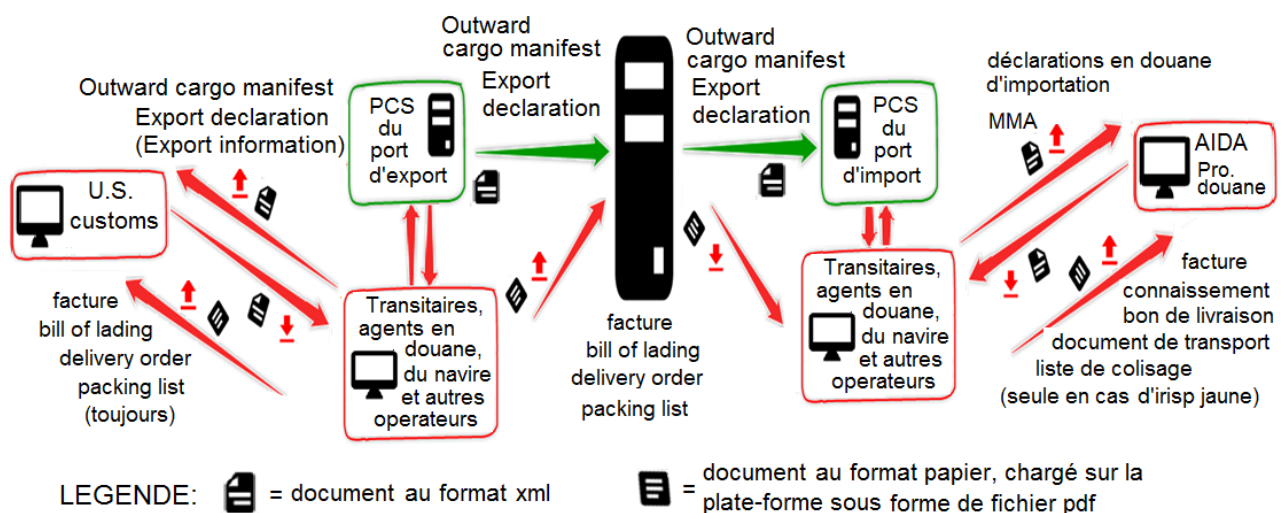 Outward
cargo manifest
Export
declaration
Outward
cargo manifest
Export
declaration
déclarations en douane
d'importation
MMA
Outward cargo manifest
Export declaration
(Export information)
PCS
du
port
d'export
PCS
du
port
d'import
AIDA
Pro.
douane
U.S.
customs
facture
bill of lading
delivery order
packing list
(toujours)
Transitaires,
agents en
douane,
du navire
et autres
operateurs
facture
bill of lading
delivery order
packing list
Transitaires,
agents en
douane,
du navire
et autres
operateurs
facture
connaissement
bon de livraison
document de transport
liste de colisage
(seule en cas d'irisp jaune)
LEGENDE:
= document au format xml
= document au format papier, chargé sur la
plate-forme sous forme de fichier pdf